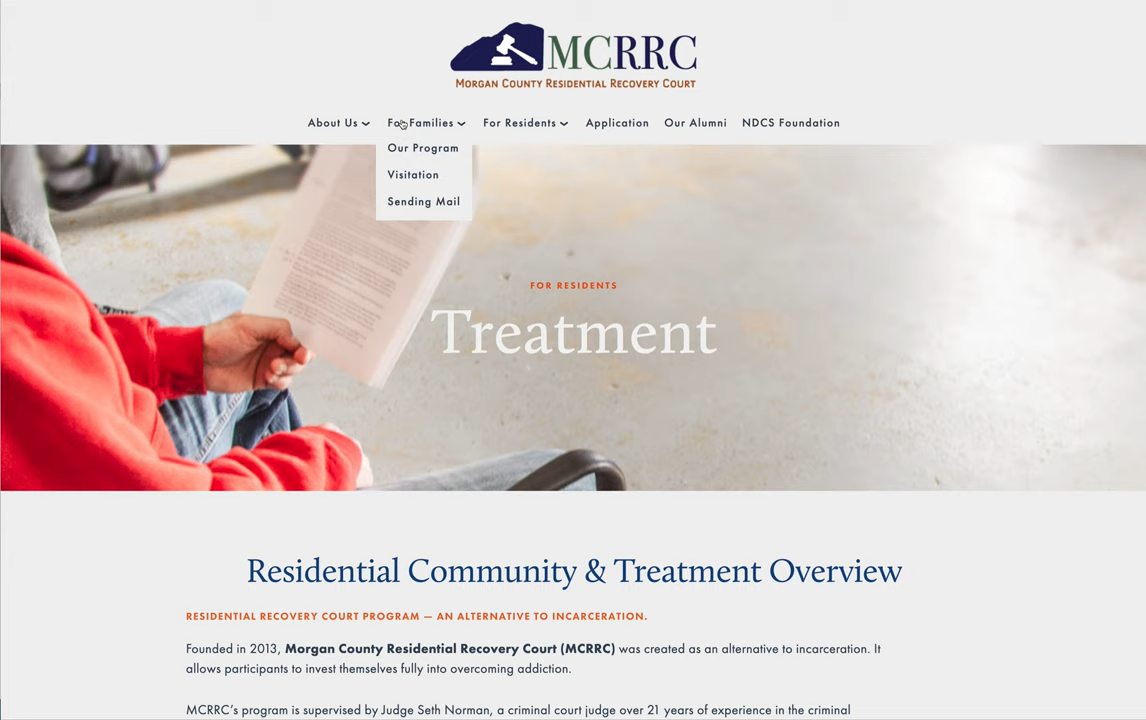 MCRRC
MORGAN COUNTY RESIDENTIAL RECOVERY COURT
About Us For Families For Residents Application Our Alumni NDCS Foundation
Our Program
Visitation
Sending Mail
FOR RESIDENTS
Treatment
Residential Community & Treatment Overview
RESIDENTIAL RECOVERY COURT PROGRAM — AN ALTERNATIVE TO INCARCERATION.
Founded in 2013, Morgan County Residential Recovery Court (MCRRC) was created as an alternative to incarceration. It
allows participants to invest themselves fully into overcoming addiction.
MCRRC’s program is supervised by Judge Seth Norman, a criminal court judge over 21 years of experience in the criminal